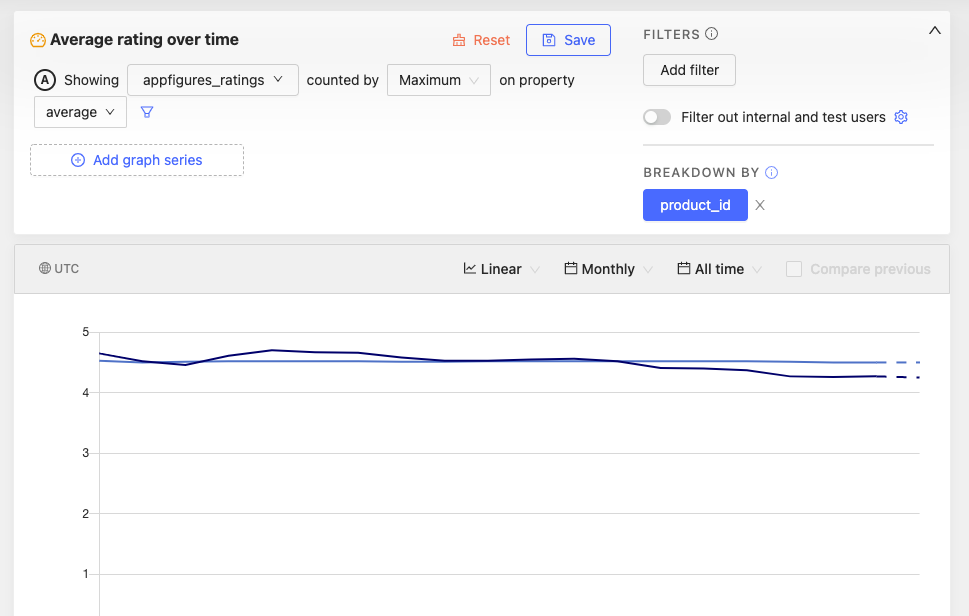 Average rating over time
Reset
Save
A Showing appfigures_ratings counted by Maximum on property
average
Add graph series
FILTERS
Add filter
Filter out internal and test users
BREAKDOWN BY
product_id X
UTC
Linear
Monthly
All time
Compare previous
5
4
3
2
1